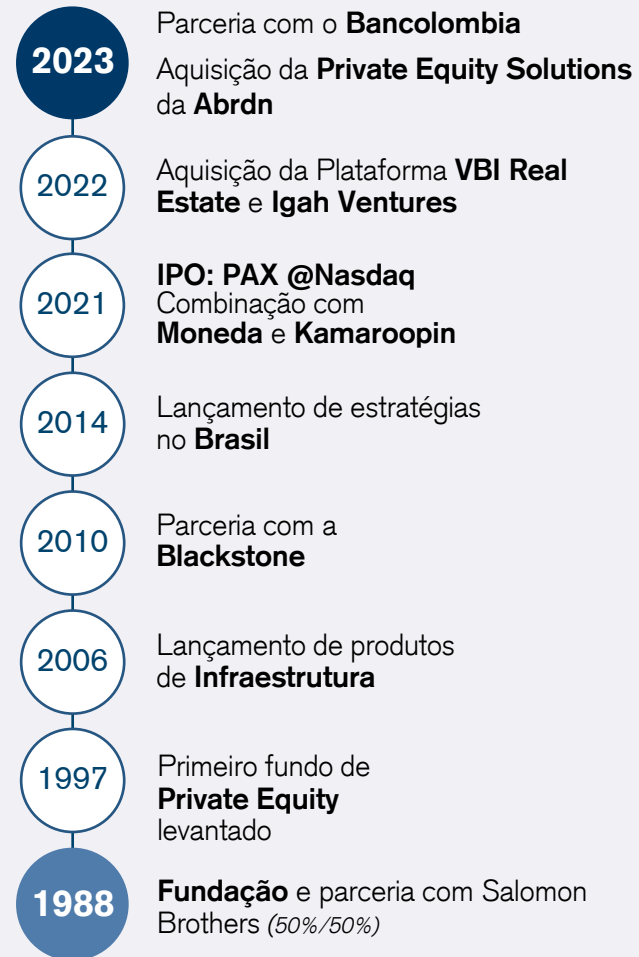 2023
Parceria com o Bancolombia
Aquisição da Private Equity Solutions
da Abrdn
2022
Aquisição da Plataforma VBI Real
Estate e Igah Ventures
2021
IPO: PAX @Nasdaq
Combinação com
Moneda e Kamaroopin
2014
Lançamento de estratégias
no Brasil
2010
Parceria com a
Blackstone
2006
Lançamento de produtos
de Infraestrutura
1997
Primeiro fundo de
Private Equity
levantado
1988
Fundação e parceria com Salomon
Brothers (50%/50%)